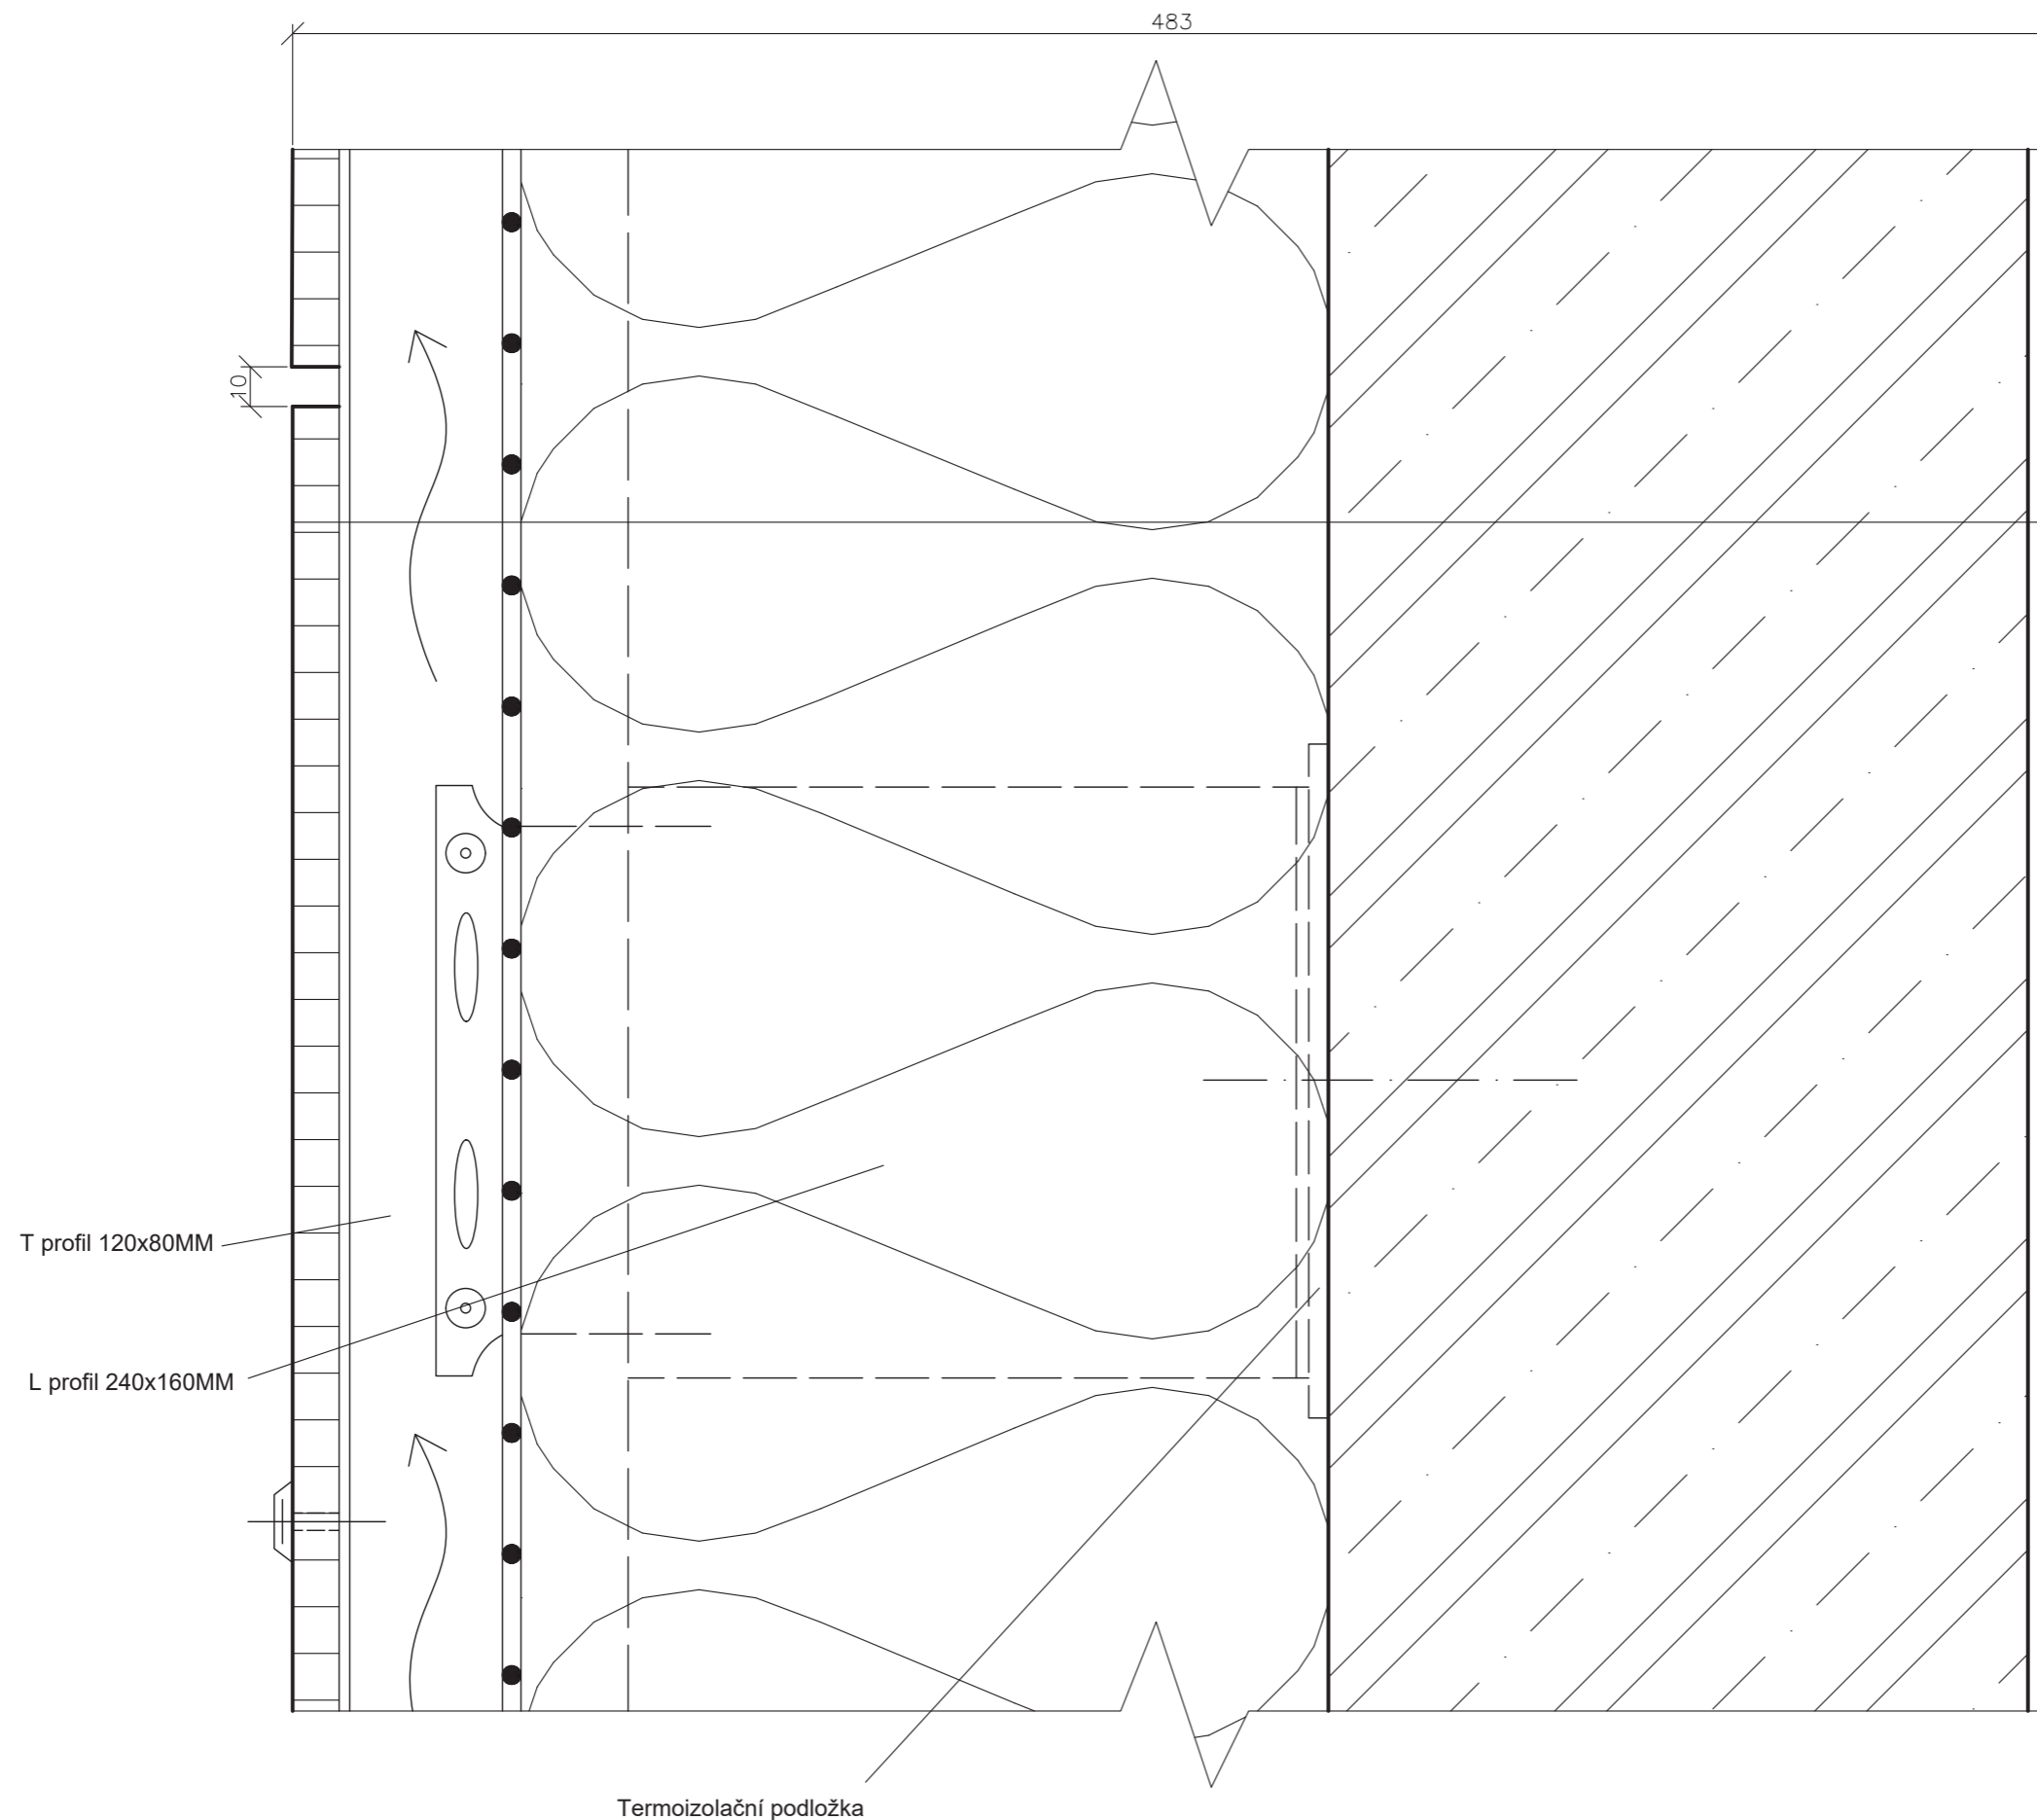 483
10
T profil 120x80MM
L profil 240x160MM
Termoizolační podložka